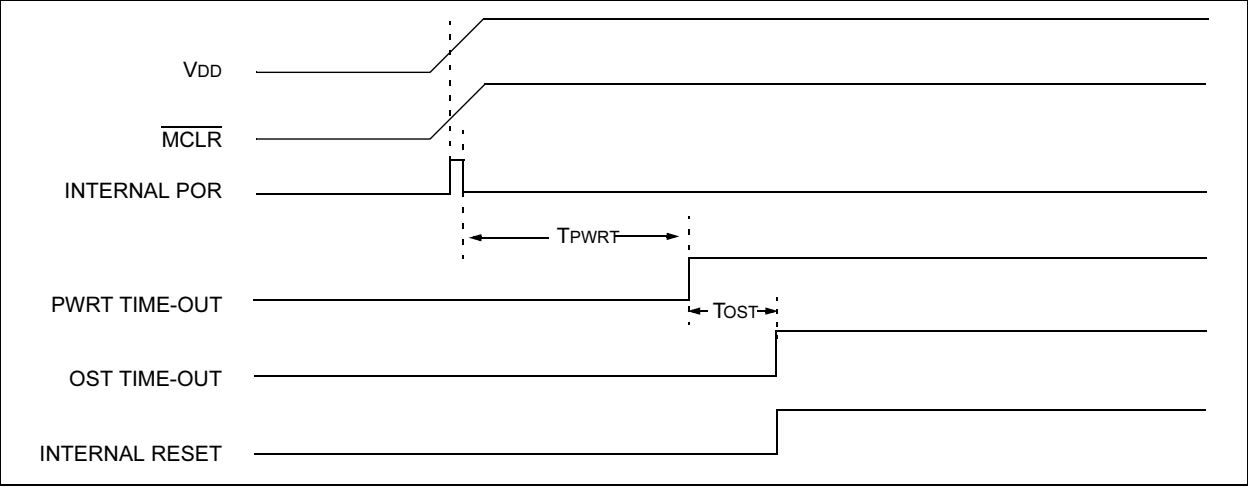 VDD
MCLR
INTERNAL POR
TPWRT
PWRT TIME-OUT
TOST
OST TIME-OUT
INTERNAL RESET